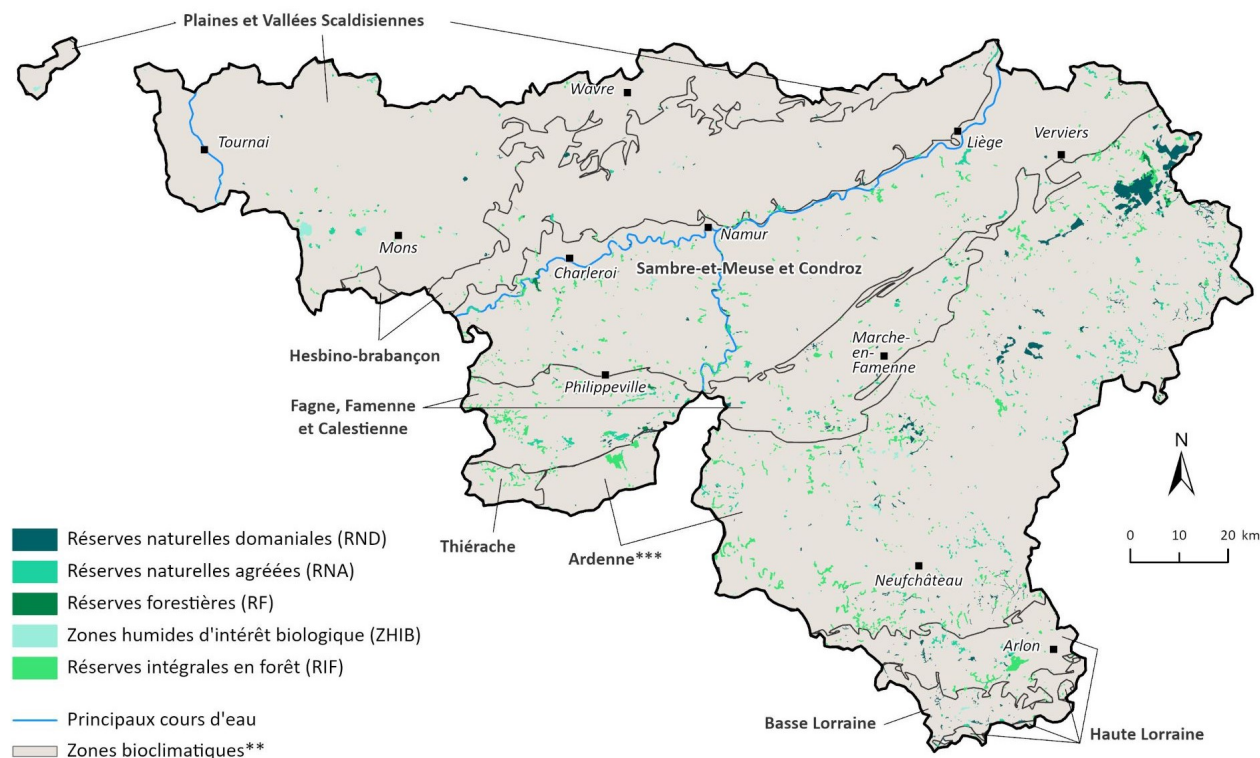 Plaines et Vallées Scaldisiennes
Wavre
Tournai
Liège
Verviers
Mons
Namur
Charleroi
Sambre-et-Meuse et Condroz
Hesbino-brabançon
Marche-
en-
Famenne
Philippeville
Fagne, Famenne
et Calestienne
N
Réserves naturelles domaniales (RND)
Réserves naturelles agréées (RNA)
Réserves forestières (RF)
Zones humides d'intérêt biologique (ZHIB)
Réserves intégrales en forêt (RIF)
Principaux cours d'eau
Zones bioclimatiques**
Thiérache
Ardenne***
0 10 20 km
Neufchâteau
Arlon
Basse Lorraine
Haute Lorraine